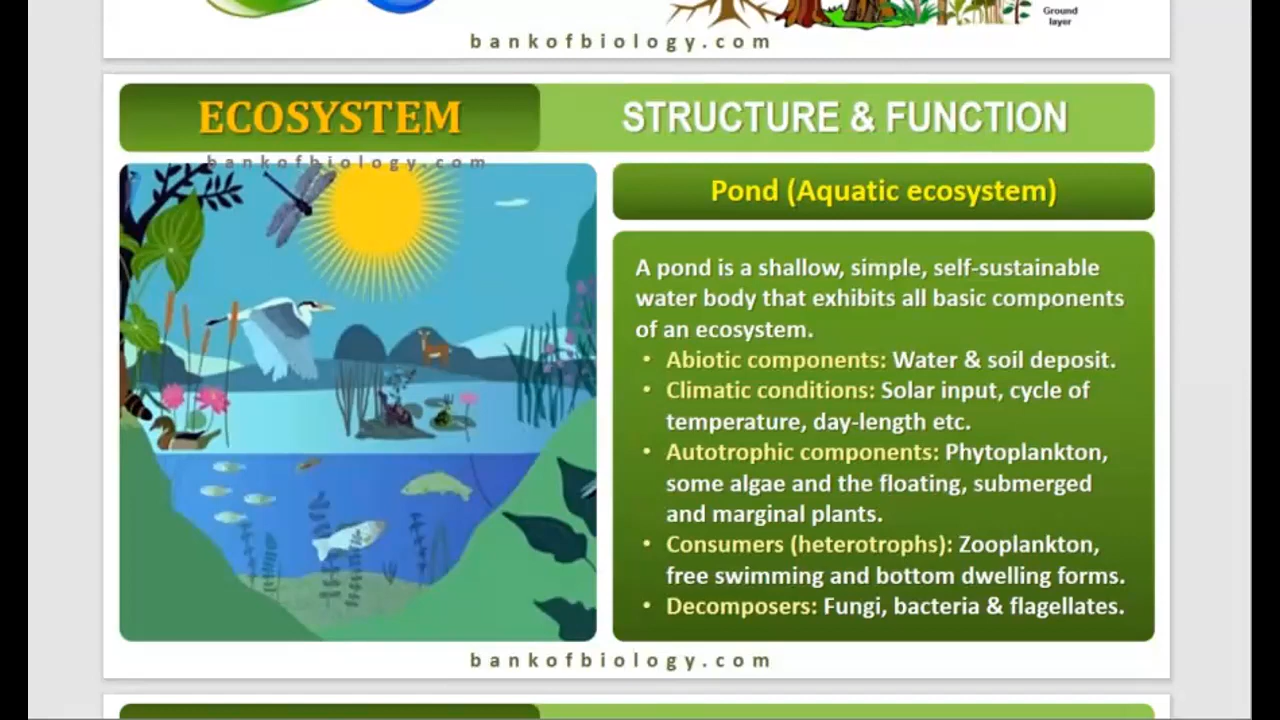 Ground
layer
bankofbiology.com
ECOSYSTEM
STRUCTURE & FUNCTION
bankofbiology.com
Pond (Aquatic ecosystem)
A pond is a shallow, simple, self-sustainable
water body that exhibits all basic components
of an ecosystem.
• Abiotic components: Water & soil deposit.
• Climatic conditions: Solar input, cycle of
temperature, day-length etc.
• Autotrophic components: Phytoplankton,
some algae and the floating, submerged
and marginal plants.
• Consumers (heterotrophs): Zooplankton,
free swimming and bottom dwelling forms.
• Decomposers: Fungi, bacteria & flagellates.
bankofbiology.com